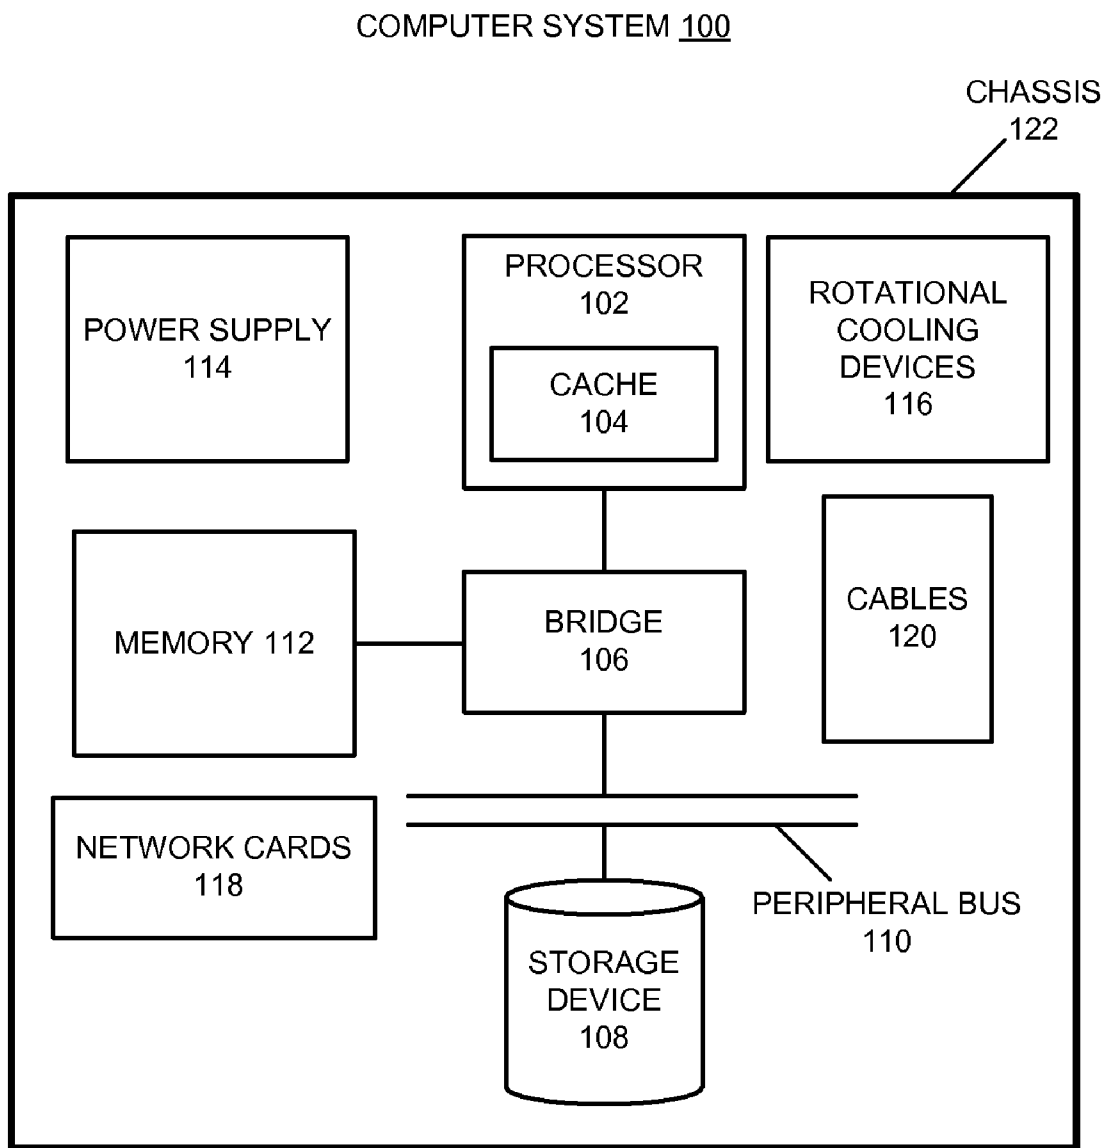 COMPUTER SYSTEM 100
CHASSIS
122
POWER SUPPLY
114
PROCESSOR
102
CACHE
104
ROTATIONAL
COOLING
DEVICES
116
MEMORY 112
BRIDGE
106
CABLES
120
NETWORK CARDS
118
PERIPHERAL BUS
110
STORAGE
DEVICE
108